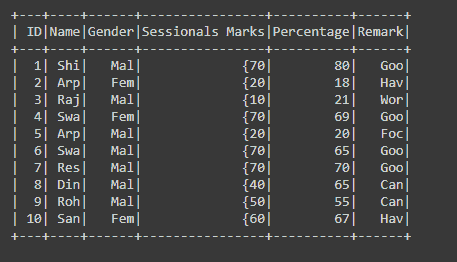 +---+----+------+----------------+----------+------+
| ID|Name|Gender|Sessionals Marks|Percentage|Remark|
+---+----+------+----------------+----------+------+
|  1| Shi|   Mal|             {70|        80|   Goo|
|  2| Arp|   Fem|             {20|        18|   Hav|
|  3| Raj|   Mal|             {10|        21|   Wor|
|  4| Swa|   Fem|             {70|        69|   Goo|
|  5| Arp|   Mal|             {20|        20|   Foc|
|  6| Swa|   Mal|             {70|        65|   Goo|
|  7| Res|   Mal|             {70|        70|   Goo|
|  8| Din|   Mal|             {40|        65|   Can|
|  9| Roh|   Mal|             {50|        55|   Can|
| 10| San|   Fem|             {60|        67|   Hav|
+---+----+------+----------------+----------+------+